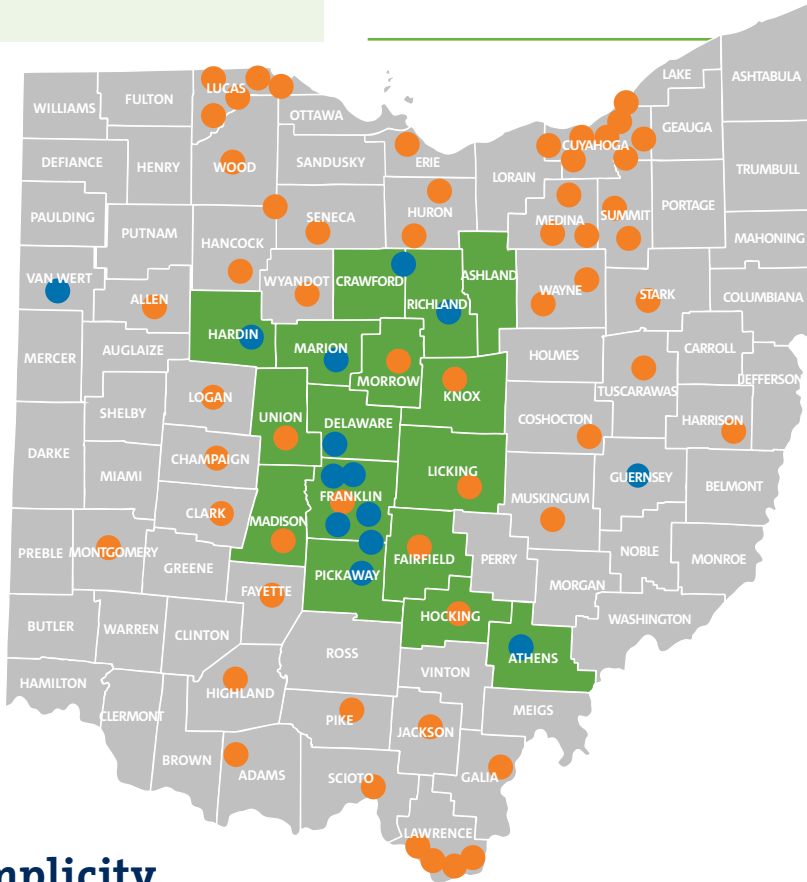 LAKE
ASHTABULA
LUCAS
FULTON
WILLIAMS
OTTAWA
GEAUGA
CUYAHOGA
DEFIANCE
HENRY
WOOD
SANDUSKY
ERIE
TRUMBULL
LORAIN
PORTAGE
PAULDING
SENECA
HURON
SUMMIT
MEDINA
PUTNAM
HANCOCK
MAHONING
VAN WERT
WYANDOT
CRAWFORD
ASHLAND
WAYNE
STARK
COLUMBIANA
ALLEN
RICHLAND
HARDIN
MARION
AUGLAIZE
MERCER
HOLMES
CARROLL
JEFFERSON
MORROW
KNOX
TUSCARAWAS
LOGAN
SHELBY
UNION
DELAWARE
COSHOCTON
HARRISON
DARKE
CHAMPAIGN
MIAMI
LICKING
GUERNSEY
BELMONT
FRANKLIN
MUSKINGUM
CLARK
MADISON
PREBLE
MONTGOMERY
GREENE
FAIRFIELD
PERRY
NOBLE
MONROE
PICKAWAY
FAYETTE
MORGAN
HOCKING
WASHINGTON
BUTLER
WARREN
CLINTON
ROSS
ATHENS
VINTON
HAMILTON
HIGHLAND
CLERMONT
PIKE
MEIGS
JACKSON
BROWN
ADAMS
SCIOTO
GALIA
LAWRENCE
mplicity